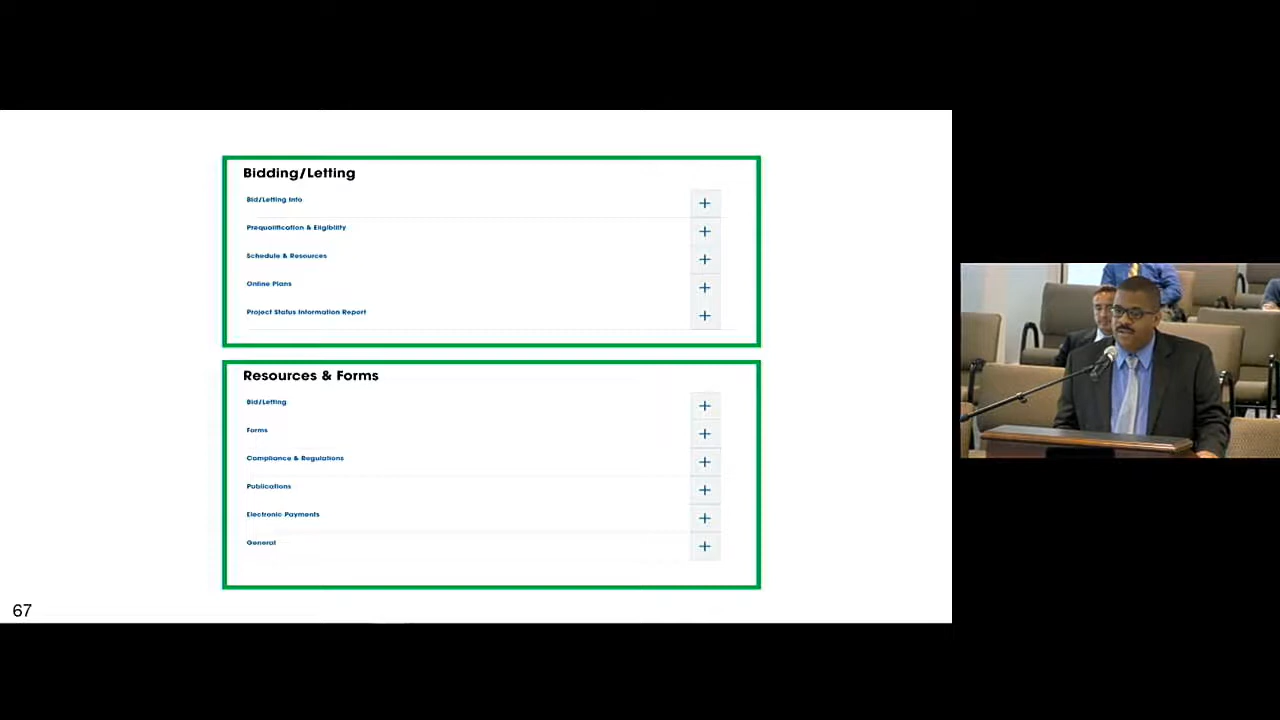 Bidding/Letting
Bid/Letting Info
Prequalification & Eligibility
Schedule & Resources
Online Plans
Project Status Information Report
Resources & Forms
Bid/Letting
Forms
Compliance & Regulations
Publications
Electronic Payments
General
67